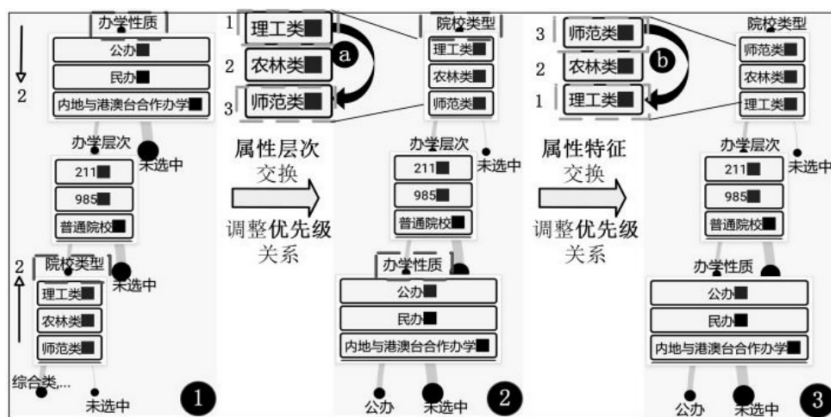 办学性质
公办
民办
内地与港澳台合作办学
2
办学层次
未选中
211
985
普通院校
2
院校类型
未选中
理工类
农林类
师范类
综合类,...
未选中
1
1
理工类
a
2
农林类
3
师范类
属性层次
交换
调整优先级
关系
院校类型
理工类
农林类
师范类
办学层次
未选中
211
985
普通院校
办学性质
公办
民办
内地与港澳台合作办学
公办
未选中
2
3
师范类
b
2
农林类
1
理工类
属性特征
交换
调整优先级
关系
院校类型
师范类
农林类
理工类
办学层次
未选中
211
985
普通院校
办学性质
公办
民办
内地与港澳台合作办学
公办
未选中
3